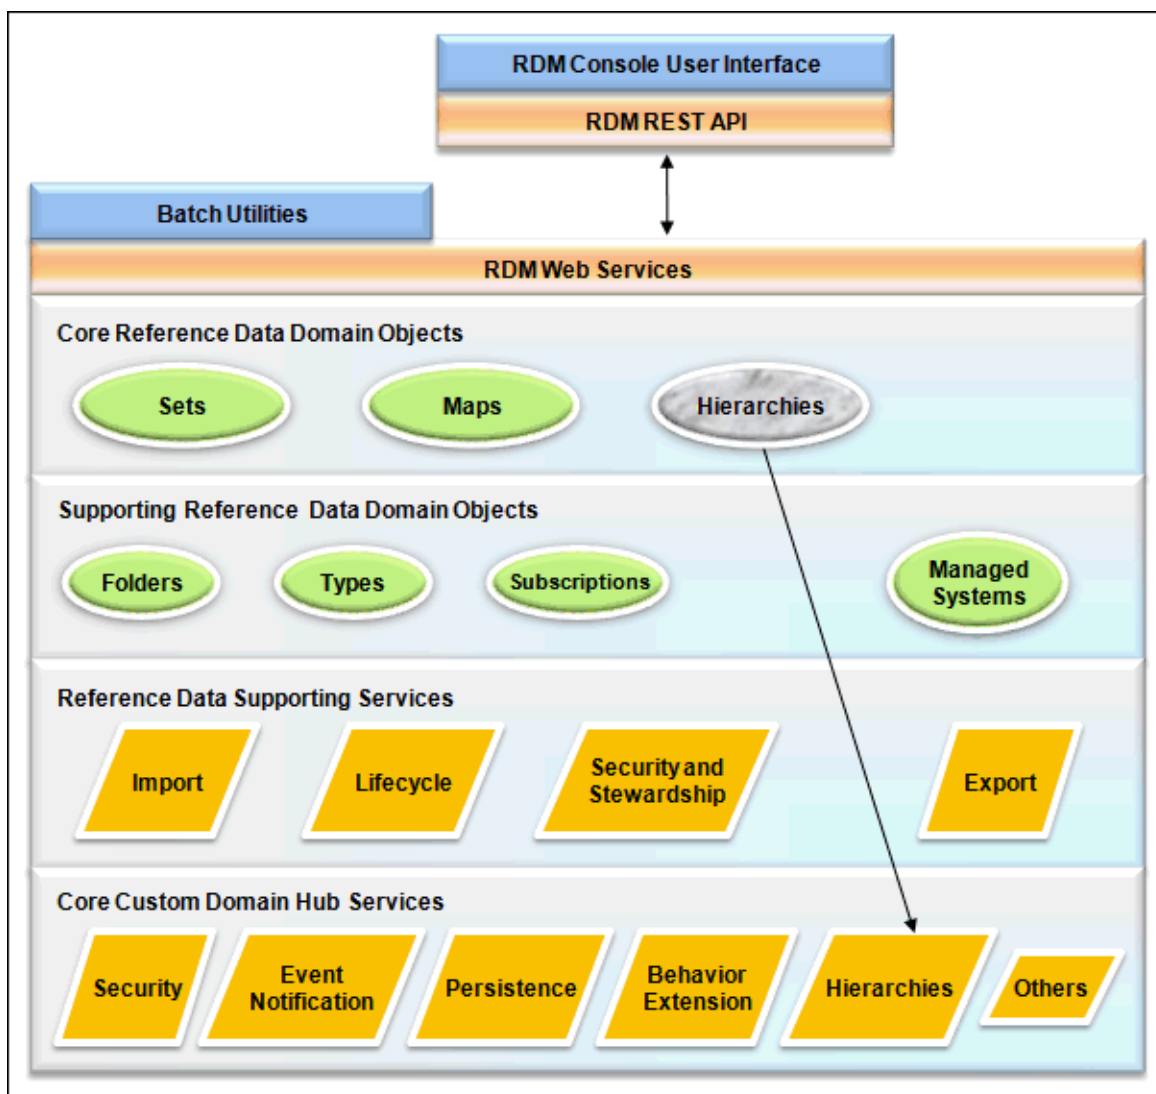 RDM Console User Interface
RDM REST API
Batch Utilities
RDM Web Services
Core Reference Data Domain Objects
Sets
Maps
Hierarchies
Supporting Reference Data Domain Objects
Folders
Types
Subscriptions
Managed
Systems
Reference Data Supporting Services
Import
Lifecycle
Security and
Stewardship
Export
Core Custom Domain Hub Services
Security
Event
Notification
Persistence
Behavior
Extension
Hierarchies
Others